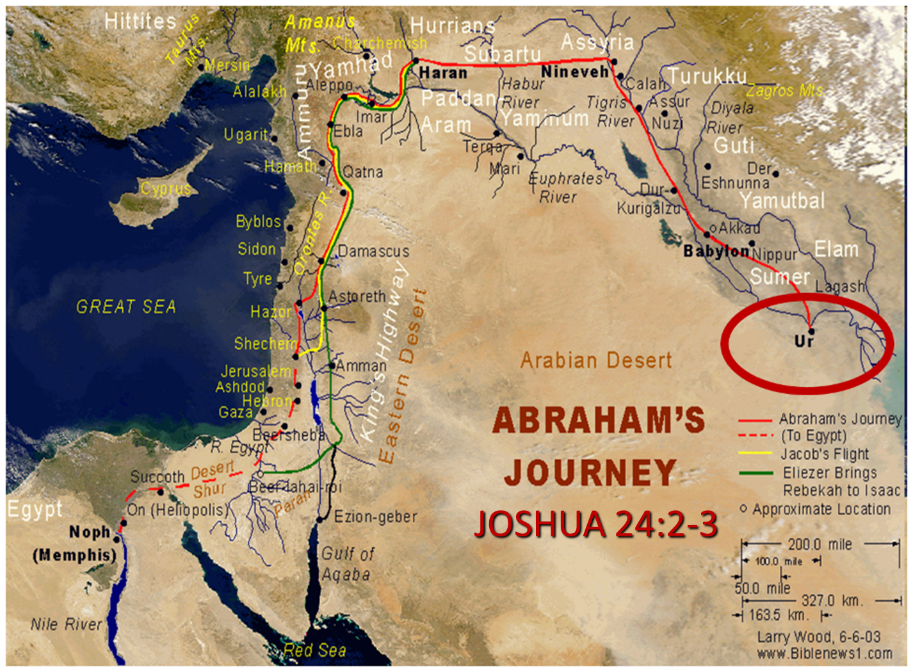 Hittites
Taurus
Mts.
Amanus
Mts.
Hurrians
Charchemish
Mersin
Yamhad
Subartu
Assyria
Haran
Nineveh
Alalakh
Aleppo
Ammuru
Imar
Paddan
Aram
Habur
River
Calah
Turukku
Zagros Mts.
Tigris
River
Assur
Nuzi
Diyala
River
Ugarit
Ebla
Yaminum
Terqa
Mari
Guti
Hamath
Qatna
Euphrates
River
Der
Eshnunna
Yamutbal
Cyprus
Orontes R.
Dur-
Kurigalzu
Byblos
Akkad
Sidon
Damascus
Babylon
Nippur
Elam
Tyre
Sumer
Lagash
GREAT SEA
Astoreth
Hazor
King's Highway
Eastern Desert
Ur
Shechem
Amman
Arabian Desert
Jerusalem
Ashdod
Hebron
Gaza
Beersheba
R. Egypt
ABRAHAM'S
JOURNEY
JOSHUA 24:2-3
Abraham's Journey
(To Egypt)
Jacob's Flight
Eliezer Brings
Rebekah to Isaac
Approximate Location
Succoth
Desert
Shur
Beer-lahai-roi
Paran
Egypt
On (Heliopolis)
Noph
(Memphis)
Ezion-geber
Gulf of
Aqaba
200.0 mile
100.0 mile
50.0 mile
327.0 km.
163.5 km.
Nile River
Red Sea
Larry Wood, 6-6-03
www.Biblenews1.com